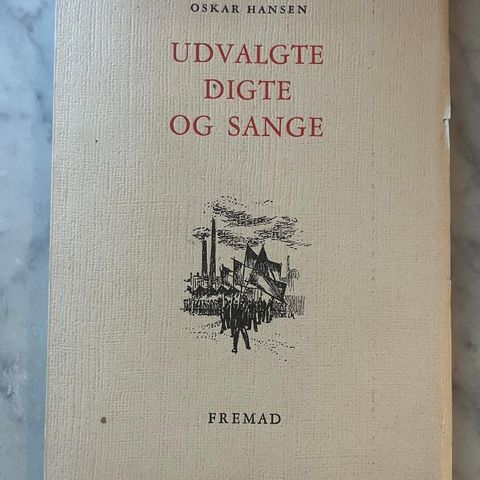 OSKAR HANSEN
UDVALGTE
DIGTE
OG SANGE
FREMAD